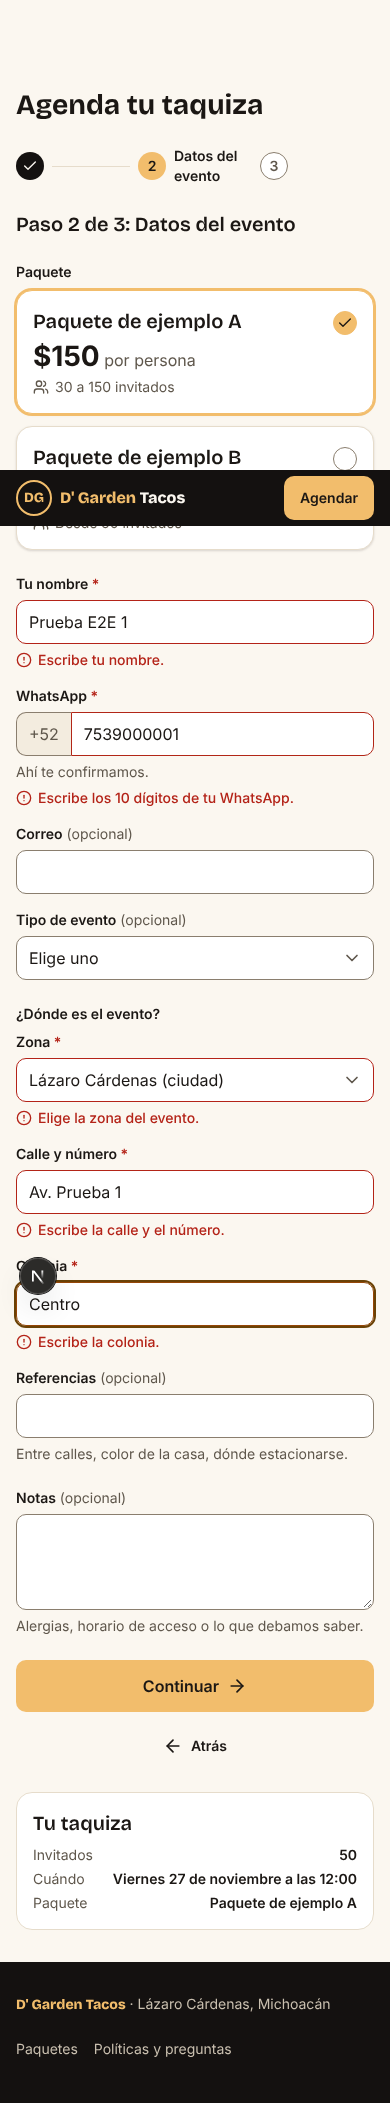 Agenda tu taquiza
2 Datos del evento 3
Paso 2 de 3: Datos del evento
Paquete
Paquete de ejemplo A
$150 por persona
30 a 150 invitados
Paquete de ejemplo B
DG D' Garden Tacos Agendar
Tu nombre *
Prueba E2E 1
Escribe tu nombre.
WhatsApp *
+52 7539000001
Ahí te confirmamos.
Escribe los 10 dígitos de tu WhatsApp.
Correo (opcional)
Tipo de evento (opcional)
Elige uno
¿Dónde es el evento?
Zona *
Lázaro Cárdenas (ciudad)
Elige la zona del evento.
Calle y número *
Av. Prueba 1
Escribe la calle y el número.
*
N
Centro
Escribe la colonia.
Referencias (opcional)
Entre calles, color de la casa, dónde estacionarse.
Notas (opcional)
Alergias, horario de acceso o lo que debamos saber.
Continuar
Atrás
Tu taquiza
Invitados 50
Cuándo Viernes 27 de noviembre a las 12:00
Paquete Paquete de ejemplo A
D' Garden Tacos · Lázaro Cárdenas, Michoacán
Paquetes Políticas y preguntas